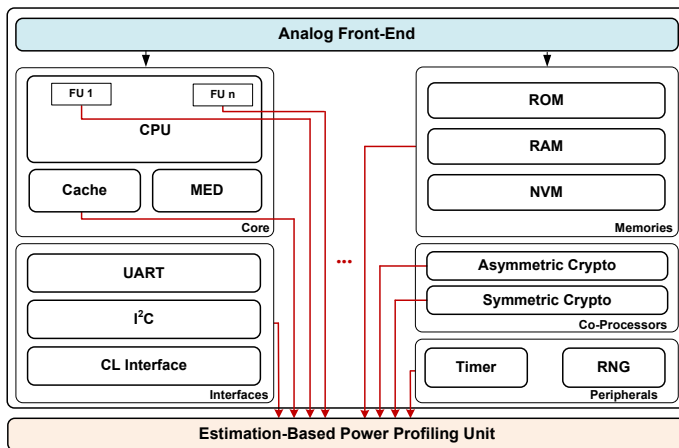 Analog Front-End
FU 1
FU n
CPU
Cache
MED
Core
UART
I²C
CL Interface
Interfaces
...
ROM
RAM
NVM
Memories
Asymmetric Crypto
Symmetric Crypto
Co-Processors
Timer
RNG
Peripherals
Estimation-Based Power Profiling Unit